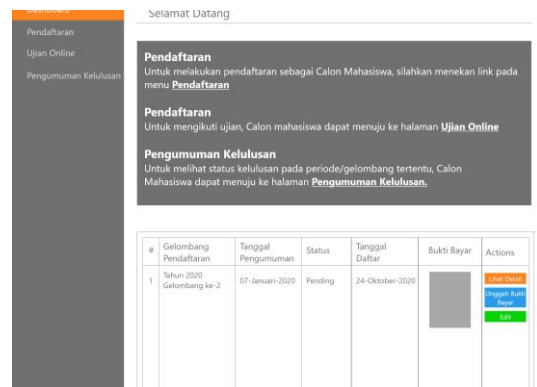 Dashboard
Selamat Datang
Pendaftaran
Ujian Online
Pengumuman Kelulusan
Pendaftaran
Untuk melakukan pendaftaran sebagai Calon Mahasiswa, silahkan menekan link pada
menu Pendaftaran
Pendaftaran
Untuk mengikuti ujian, Calon mahasiswa dapat menuju ke halaman Ujian Online
Pengumuman Kelulusan
Untuk melihat status kelulusan pada periode/gelombang tertentu, Calon
Mahasiswa dapat menuju ke halaman Pengumuman Kelulusan.
# Gelombang Pendaftaran Tanggal Pengumuman Status Tanggal Daftar Bukti Bayar Actions
1 Tahun 2020 Gelombang ke-2 07-Januari-2020 Pending 24-Oktober-2020
Lihat Detail
Unggah Bukti
Bayar
Edit